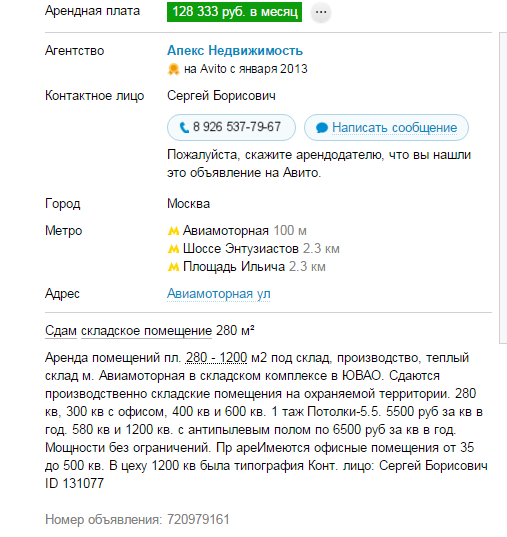 Арендная плата 128 333 руб. в месяц ...
Агентство Апекс Недвижимость
на Avito с января 2013
Контактное лицо Сергей Борисович
8 926 537-79-67 Написать сообщение
Пожалуйста, скажите арендодателю, что вы нашли
это объявление на Авито.
Город Москва
Метро Авиамоторная 100 м
Шоссе Энтузиастов 2.3 км
Площадь Ильича 2.3 км
Адрес Авиамоторная ул
Сдам складское помещение 280 м²
Аренда помещений пл. 280 - 1200 м2 под склад, производство, теплый
склад м. Авиамоторная в складском комплексе в ЮВАО. Сдаются
производственно складские помещения на охраняемой территории. 280
кв, 300 кв с офисом, 400 кв и 600 кв. 1 таж Потолки-5.5. 5500 руб за кв в
год. 580 кв и 1200 кв. с антипылевым полом по 6500 руб за кв в год.
Мощности без ограничений. Пр ареИмеются офисные помещения от 35
до 500 кв. В цеху 1200 кв была типография Конт. лицо: Сергей Борисович
ID 131077
Номер объявления: 720979161